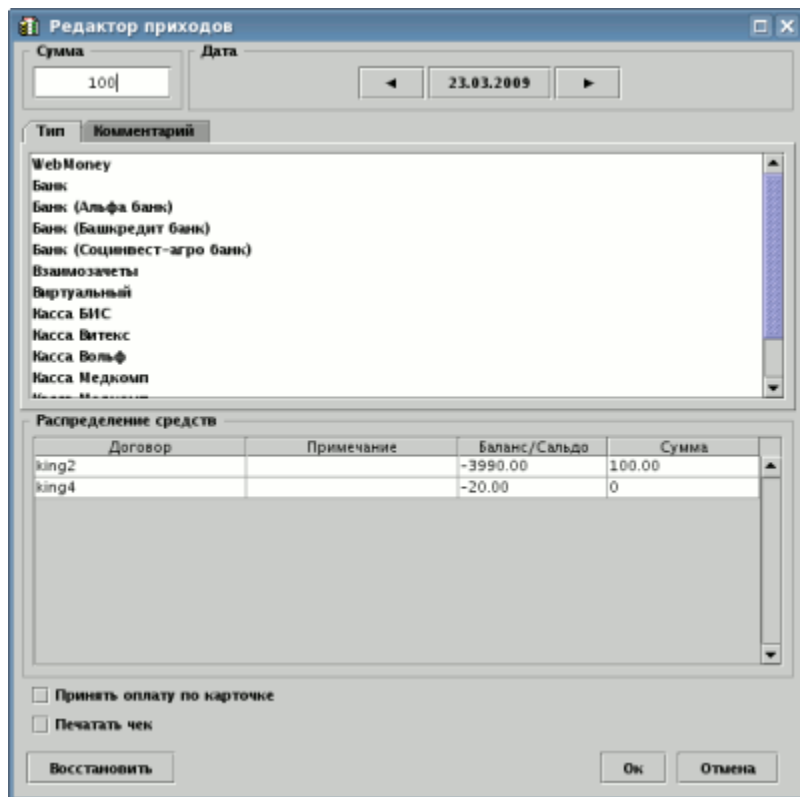 Редактор приходов
Сумма Дата
100 23.03.2009
Тип Комментарий
WebMoney
Банк
Банк (Альфа банк)
Банк (Башкредит банк)
Банк (Социнвест-агро банк)
Взаимозачеты
Виртуальный
Касса БИС
Касса Витекс
Касса Вольф
Касса Медкомп
Распределение средств
Договор Примечание Баланс/Сальдо Сумма
king2 -3990.00 100.00
king4 -20.00 0
Принять оплату по карточке
Печатать чек
Восстановить Ок Отмена